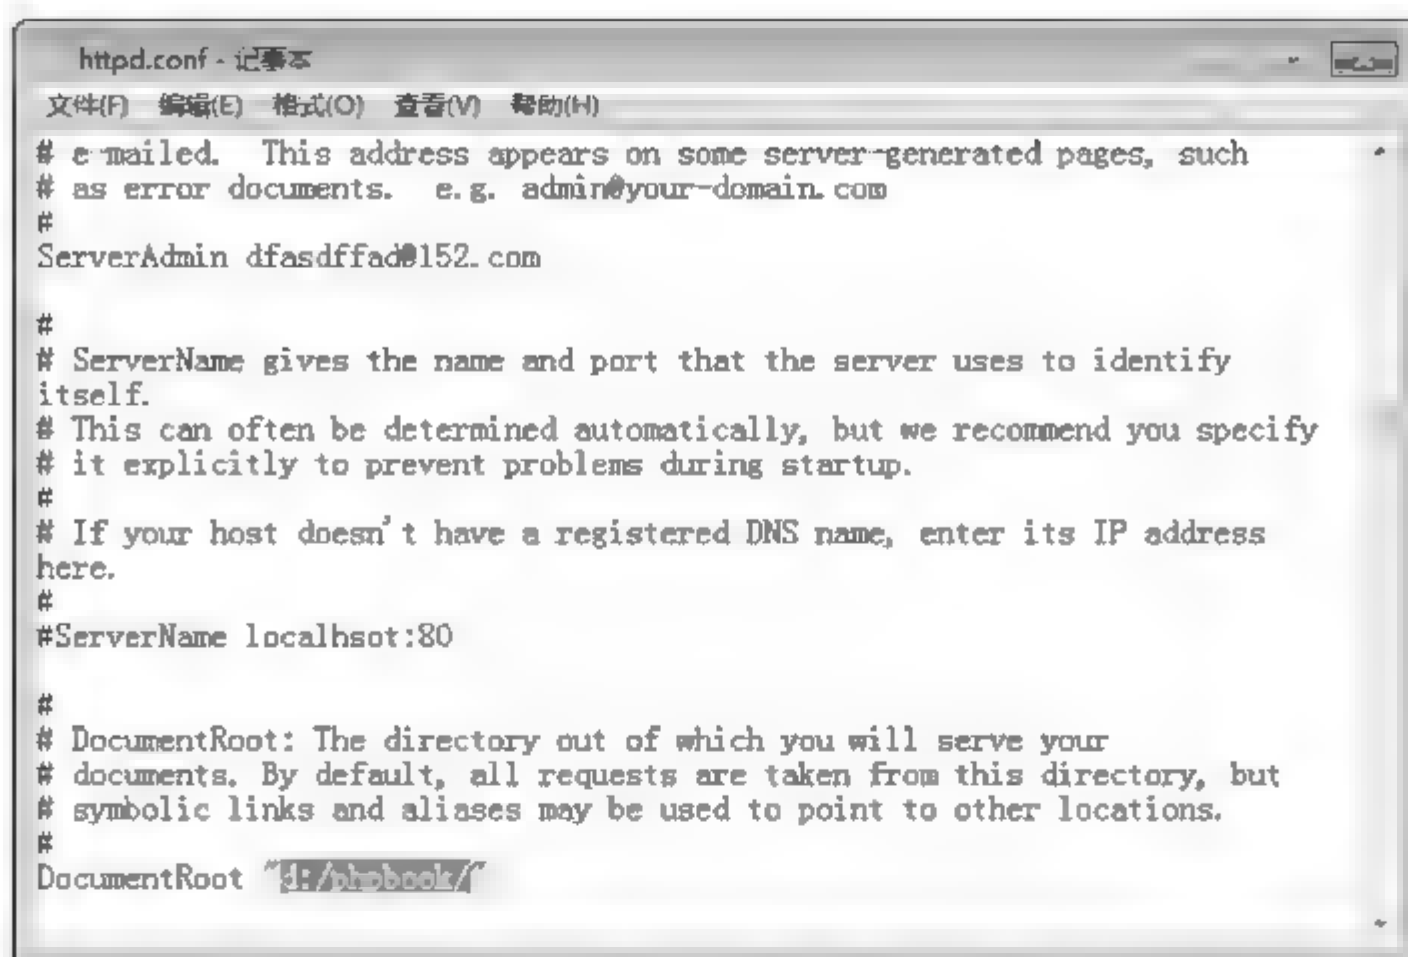 httpd.conf - 记事本
文件(F) 编辑(E) 格式(O) 查看(V) 帮助(H)
# e-mailed.  This address appears on some server-generated pages, such
# as error documents.  e.g. admin@your-domain.com
#
ServerAdmin dfasdffad@152.com
#
# ServerName gives the name and port that the server uses to identify
itself.
# This can often be determined automatically, but we recommend you specify
# it explicitly to prevent problems during startup.
#
# If your host doesn't have a registered DNS name, enter its IP address
here.
#
#ServerName localhsot:80
#
# DocumentRoot: The directory out of which you will serve your
# documents. By default, all requests are taken from this directory, but
# symbolic links and aliases may be used to point to other locations.
#
DocumentRoot "d:/phpbook/"